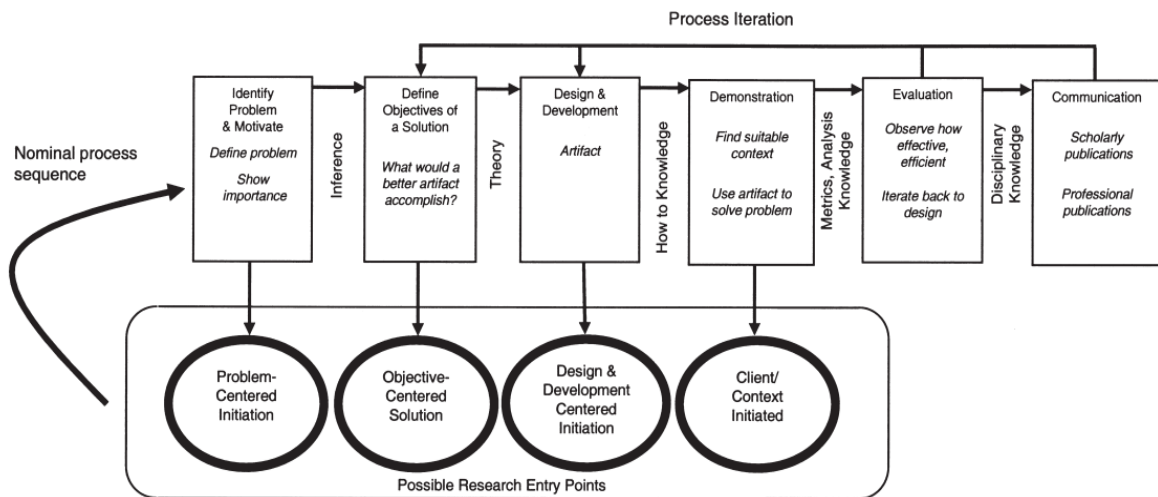 Process Iteration
Nominal process
sequence
Identify
Problem
& Motivate
Define problem
Show
importance
Inference
Define
Objectives of
a Solution
What would a
better artifact
accomplish?
Theory
Design &
Development
Artifact
How to Knowledge
Demonstration
Find suitable
context
Use artifact to
solve problem
Metrics, Analysis
Knowledge
Evaluation
Observe how
effective,
efficient
Iterate back to
design
Disciplinary
Knowledge
Communication
Scholarly
publications
Professional
publications
Problem-
Centered
Initiation
Objective-
Centered
Solution
Design &
Development
Centered
Initiation
Client/
Context
Initiated
Possible Research Entry Points